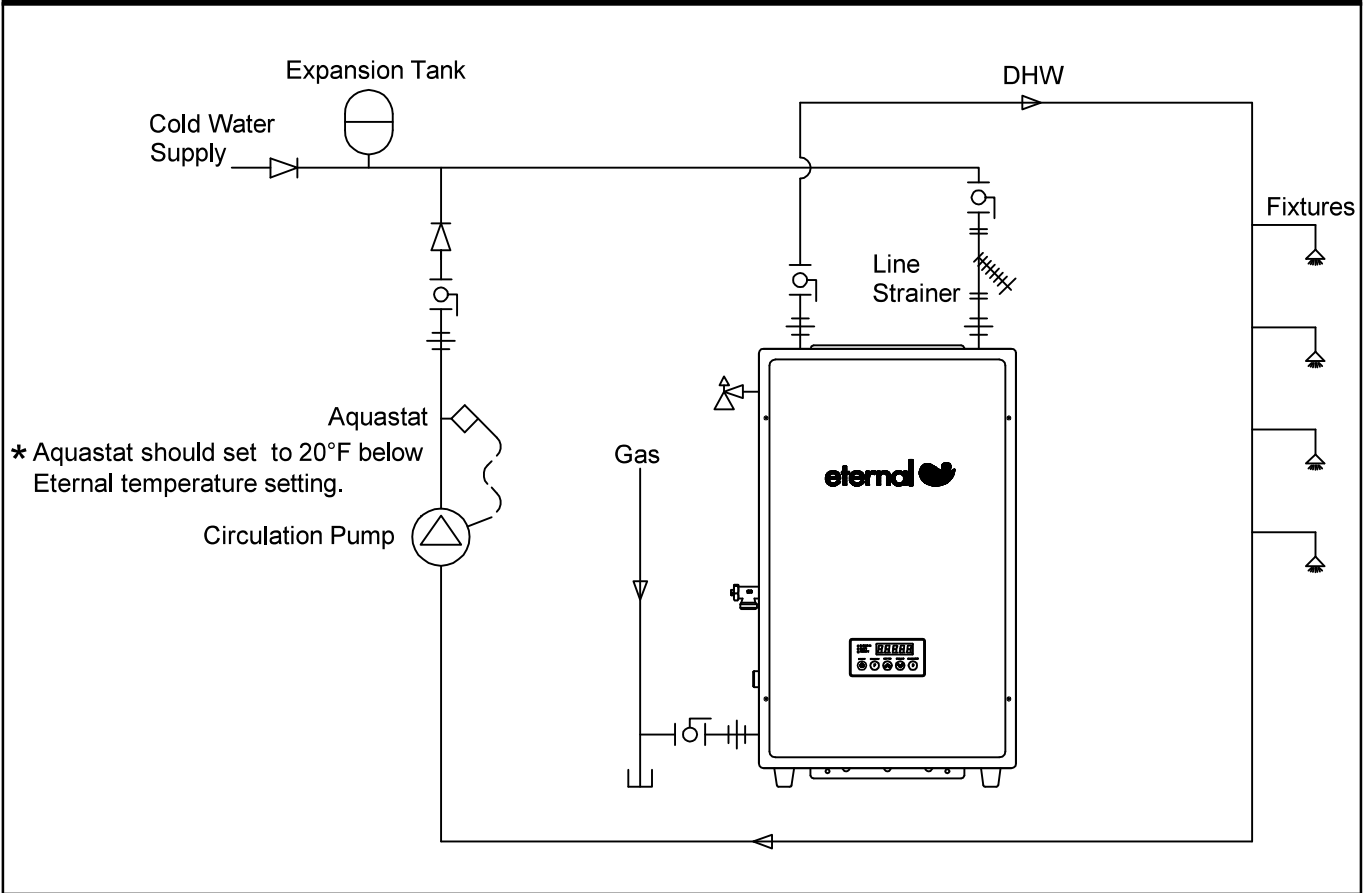 Expansion Tank
DHW
Cold Water
Supply
Fixtures
Line
Strainer
Aquastat
* Aquastat should set to 20°F below
Eternal temperature setting.
Gas
eternal
Circulation Pump
88888